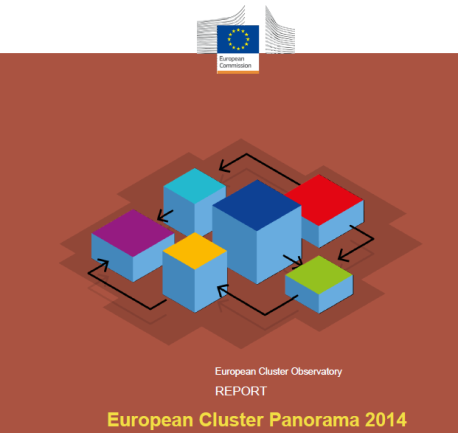 European
Commission
European Cluster Observatory
REPORT
European Cluster Panorama 2014